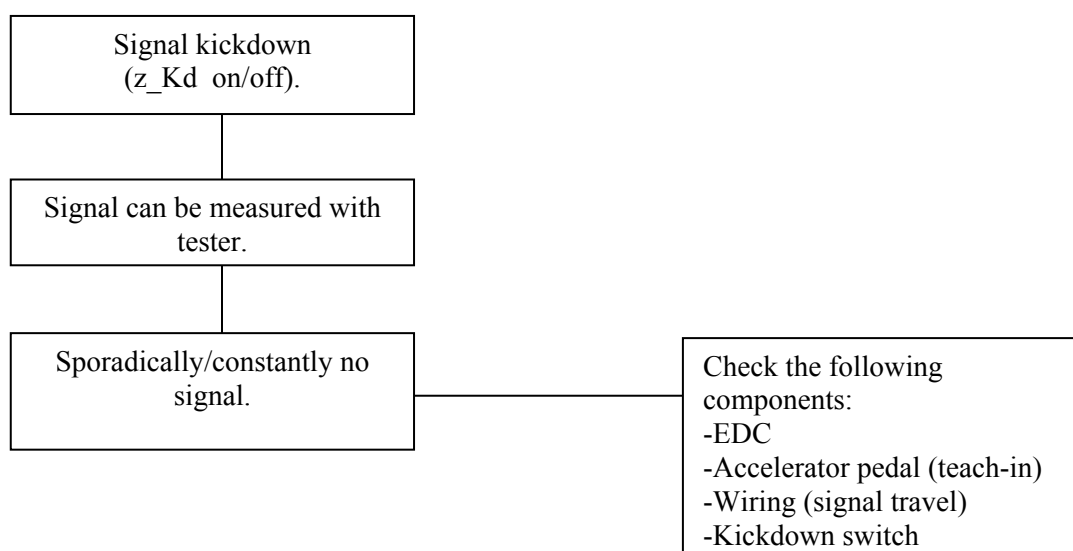 Signal kickdown
(z_Kd on/off).
Signal can be measured with
tester.
Sporadically/constantly no
signal.
Check the following
components:
-EDC
-Accelerator pedal (teach-in)
-Wiring (signal travel)
-Kickdown switch